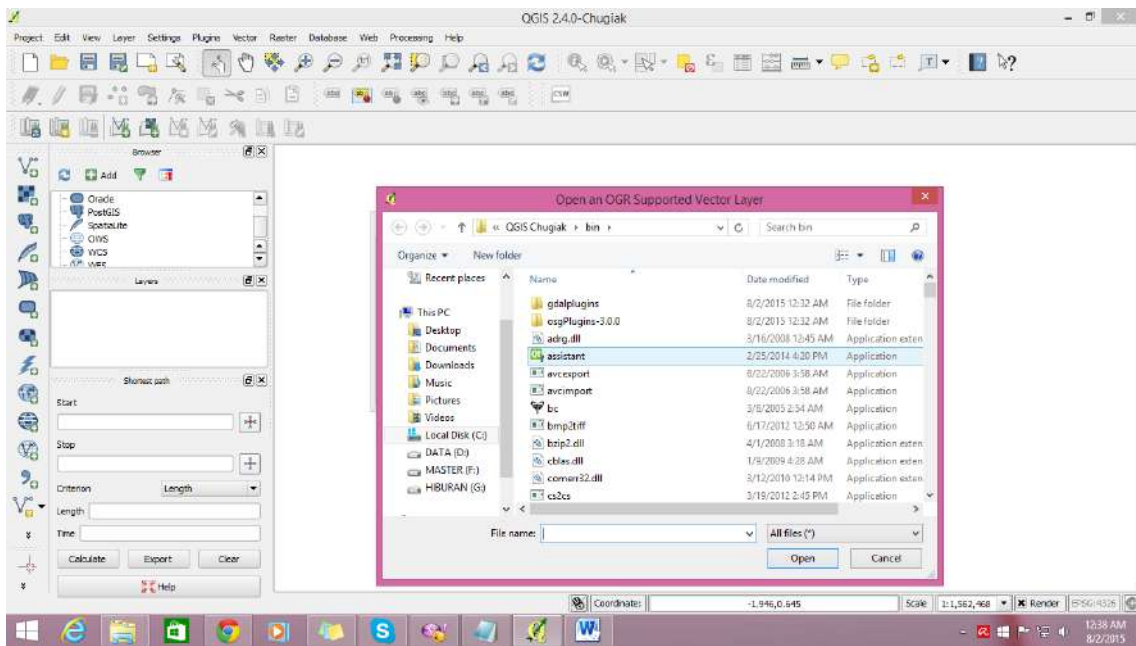 QGIS 2.4.0-Chugiak
Project Edit View Layer Settings Plugins Vector Raster Database Web Processing Help
CSW
Browser
Add
Oracle
PostGIS
SpatiaLite
OWS
WCS
WFS
Layers
Shortest path
Start
Stop
Criterion Length
Length
Time
Calculate Export Clear
Help
Open an OGR Supported Vector Layer
« QGIS Chugiak › bin ›
Search bin
Organize
New folder
Recent places
This PC
Desktop
Documents
Downloads
Music
Pictures
Videos
Local Disk (C:)
DATA (D:)
MASTER (F:)
HIBURAN (G:)
Name Date modified Type
gdalplugins 8/2/2015 12:32 AM File folder
osgPlugins-3.0.0 8/2/2015 12:32 AM File folder
adrg.dll 3/16/2008 12:45 AM Application exten
assistant 2/25/2014 4:20 PM Application
avcexport 8/22/2006 3:58 AM Application
avcimport 8/22/2006 3:58 AM Application
bc 3/8/2005 2:54 AM Application
bmp2tiff 6/17/2012 12:50 AM Application
bzip2.dll 4/1/2008 3:18 AM Application exten
cblas.dll 1/9/2009 4:28 AM Application exten
comerr32.dll 3/12/2010 12:14 PM Application exten
cs2cs 3/19/2012 2:45 PM Application
File name:
All files (*)
Open Cancel
Coordinate: -1,946,0.645 Scale 1:1,562,468 Render EPSG:4326
12:38 AM
8/2/2015